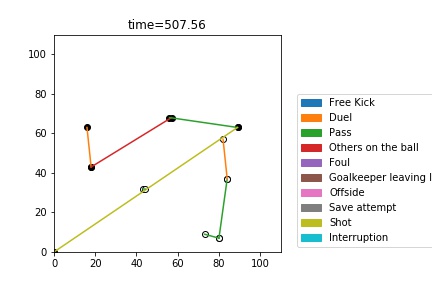 time=507.56
100
80
60
40
20
0
0 20 40 60 80 100
Free Kick
Duel
Pass
Others on the ball
Foul
Goalkeeper leaving l
Offside
Save attempt
Shot
Interruption